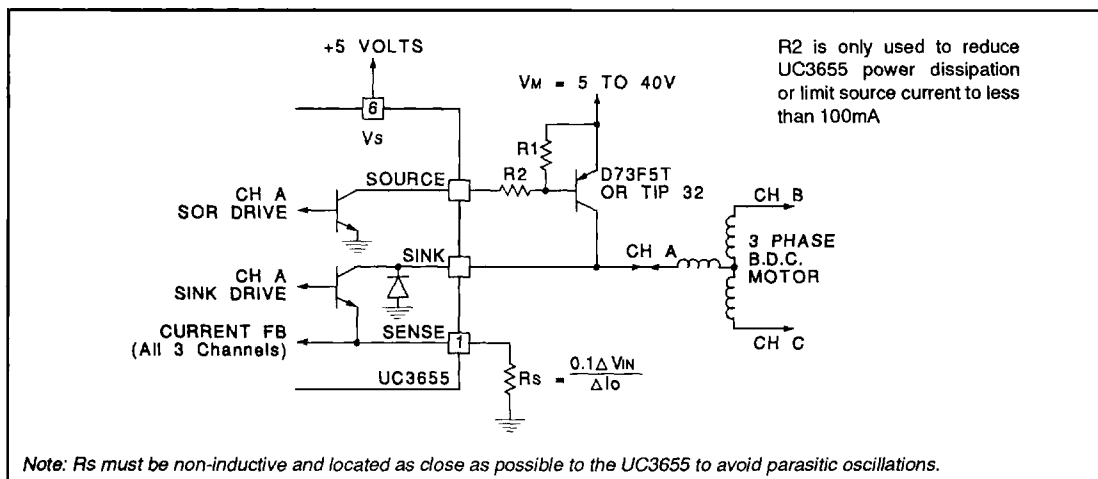 +5 VOLTS
6
Vs
VM = 5 TO 40V
R2 is only used to reduce
UC3655 power dissipation
or limit source current to less
than 100mA
R1
R2
D73F5T
OR TIP 32
SOURCE
CH A
SOR DRIVE
SINK
CH A
SINK DRIVE
CH A
CH B
3 PHASE
B.D.C.
MOTOR
CH C
CURRENT FB
(All 3 Channels)
SENSE
1
UC3655
Rs = 0.1Δ VIN
ΔIo
Note: Rs must be non-inductive and located as close as possible to the UC3655 to avoid parasitic oscillations.